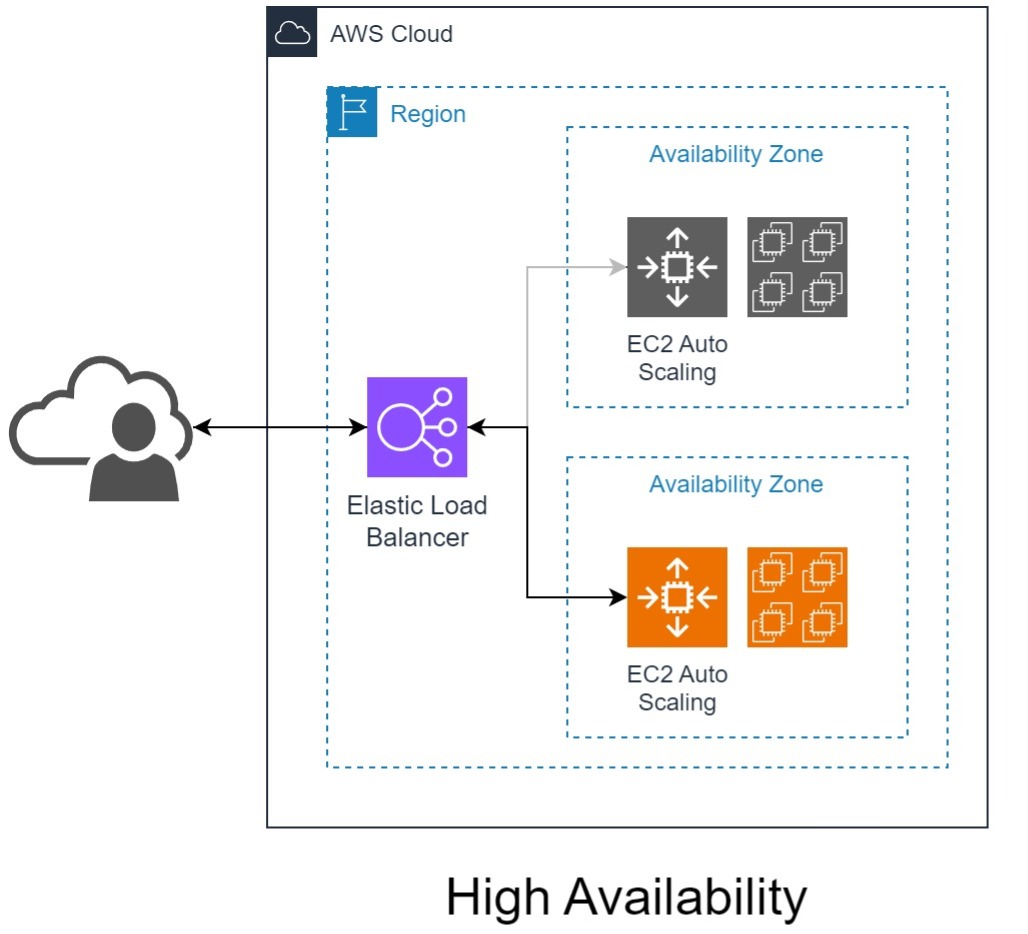 AWS Cloud
Region
Availability Zone
EC2 Auto
Scaling
Elastic Load
Balancer
Availability Zone
EC2 Auto
Scaling
High Availability